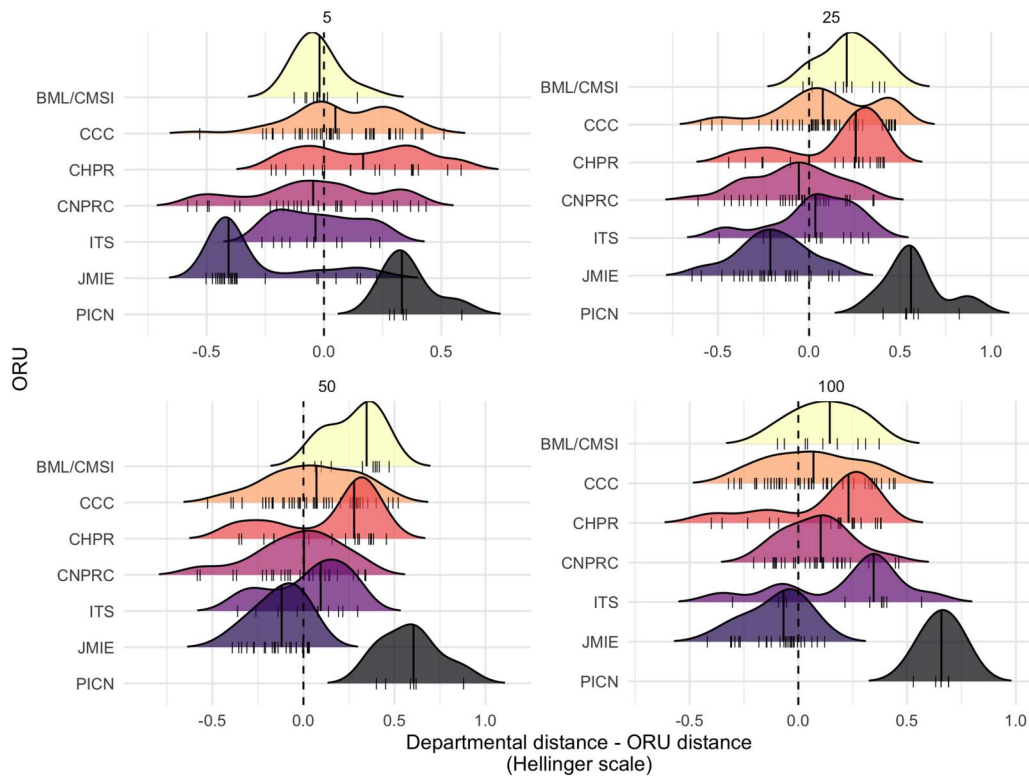 5
25
BML/CMSI
CCC
CHPR
CNPRC
ITS
JMIE
PICN
BML/CMSI
CCC
CHPR
CNPRC
ITS
JMIE
PICN
-0.5
0.0
0.5
-0.5
0.0
0.5
1.0
ORU
50
100
BML/CMSI
CCC
CHPR
CNPRC
ITS
JMIE
PICN
BML/CMSI
CCC
CHPR
CNPRC
ITS
JMIE
PICN
-0.5
0.0
0.5
1.0
-0.5
0.0
0.5
1.0
Departmental distance - ORU distance
(Hellinger scale)